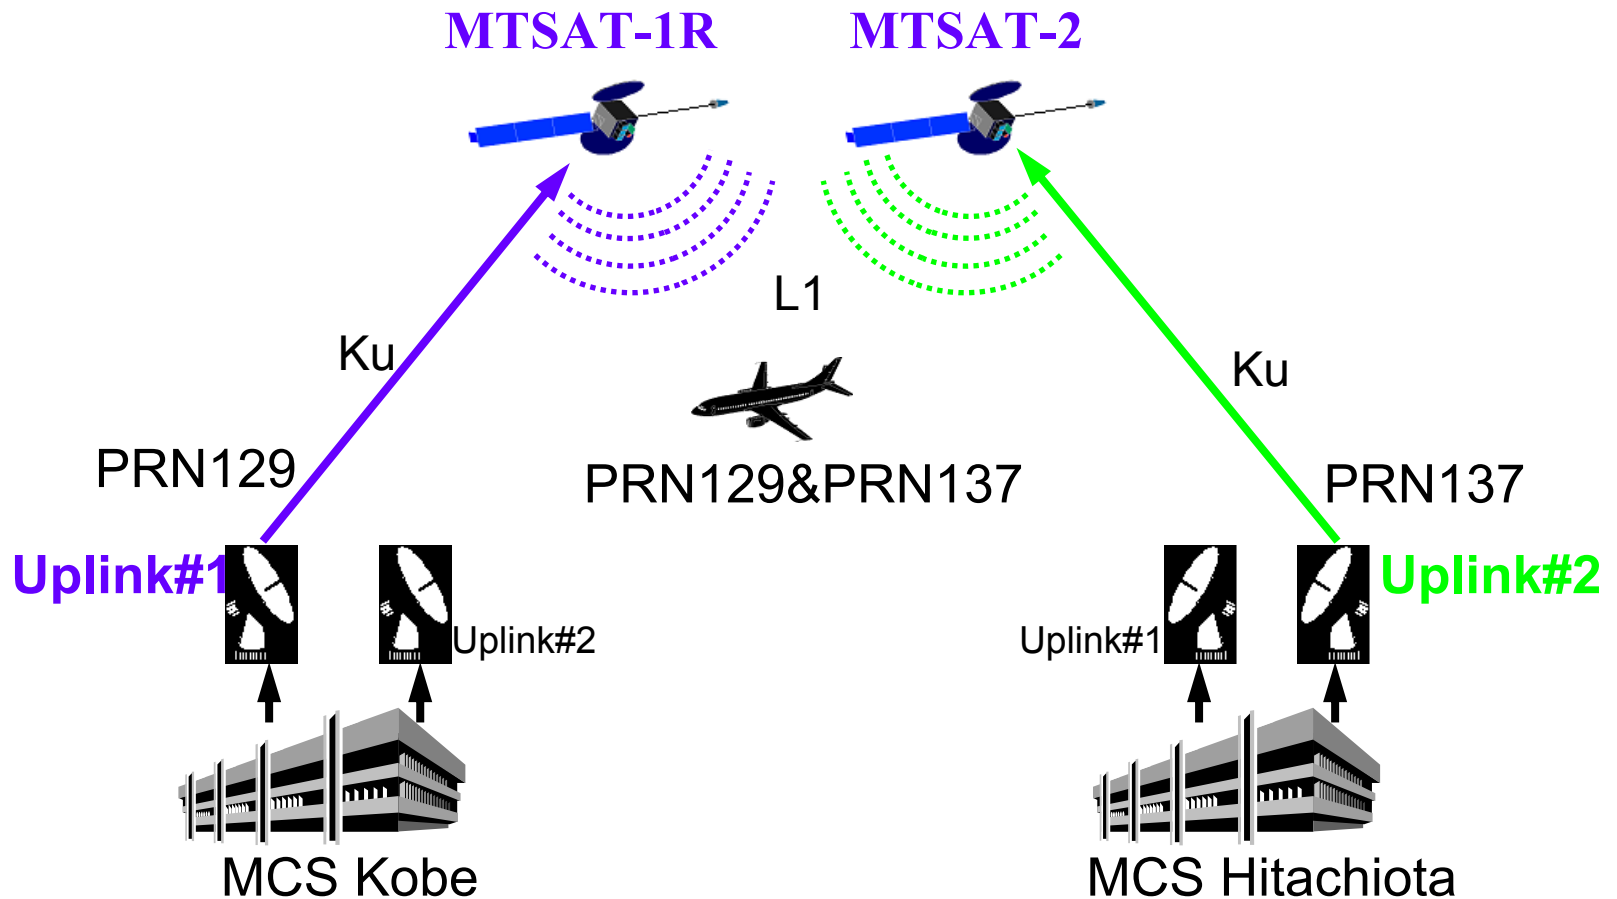 MTSAT-1R
MTSAT-2
L1
Ku
Ku
PRN129
PRN129&PRN137
PRN137
Uplink#1
Uplink#2
Uplink#2
Uplink#1
MCS Kobe
MCS Hitachiota